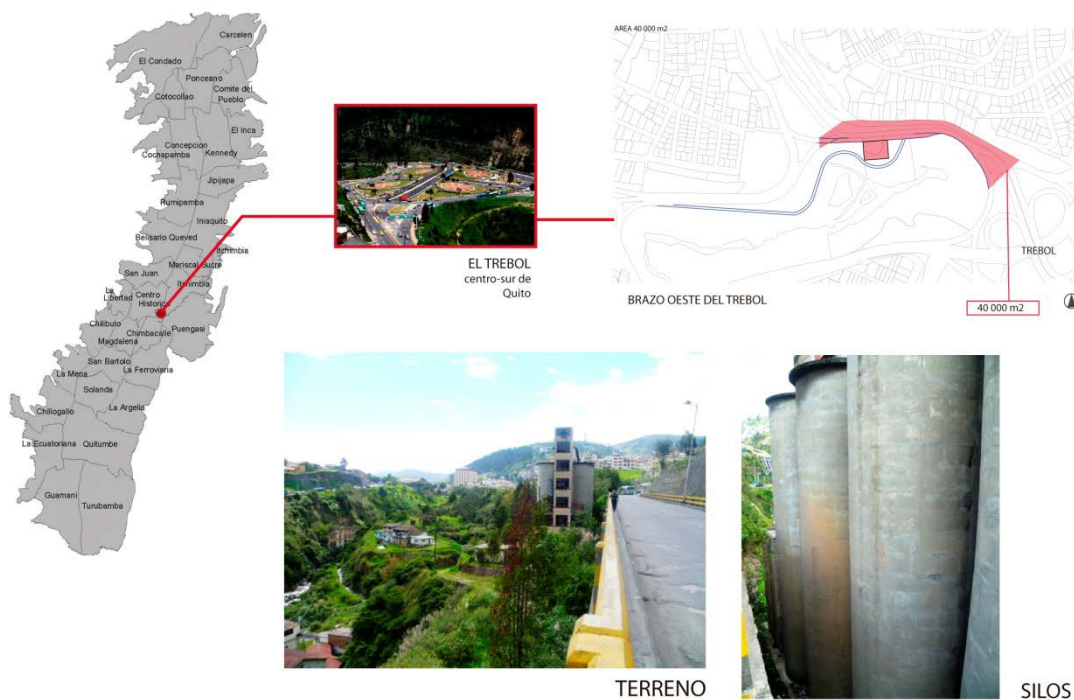 Carcelen
El Condado
Ponceano
Comite del
Pueblo
Cotocollao
El Inca
Concepción
Cochapamba
Kennedy
Jipijapa
Rumipamba
Iniaquito
Belisario Queved
Itchimbia
Mariscal Sucre
San Juan
Itchimbia
La
Libertad
Centro
Historico
Puengasi
Chilibulo
Chimbacalle
Magdalena
San Bartolo
La Ferroviaria
La Mena
Solanda
La Argelia
Chillogallo
La Ecuatoriana
Quitumbe
Guamani
Turubamba
EL TREBOL
centro-sur de
Quito
AREA 40 000 m2
TREBOL
BRAZO OESTE DEL TREBOL
40 000 m2
TERRENO
SILOS